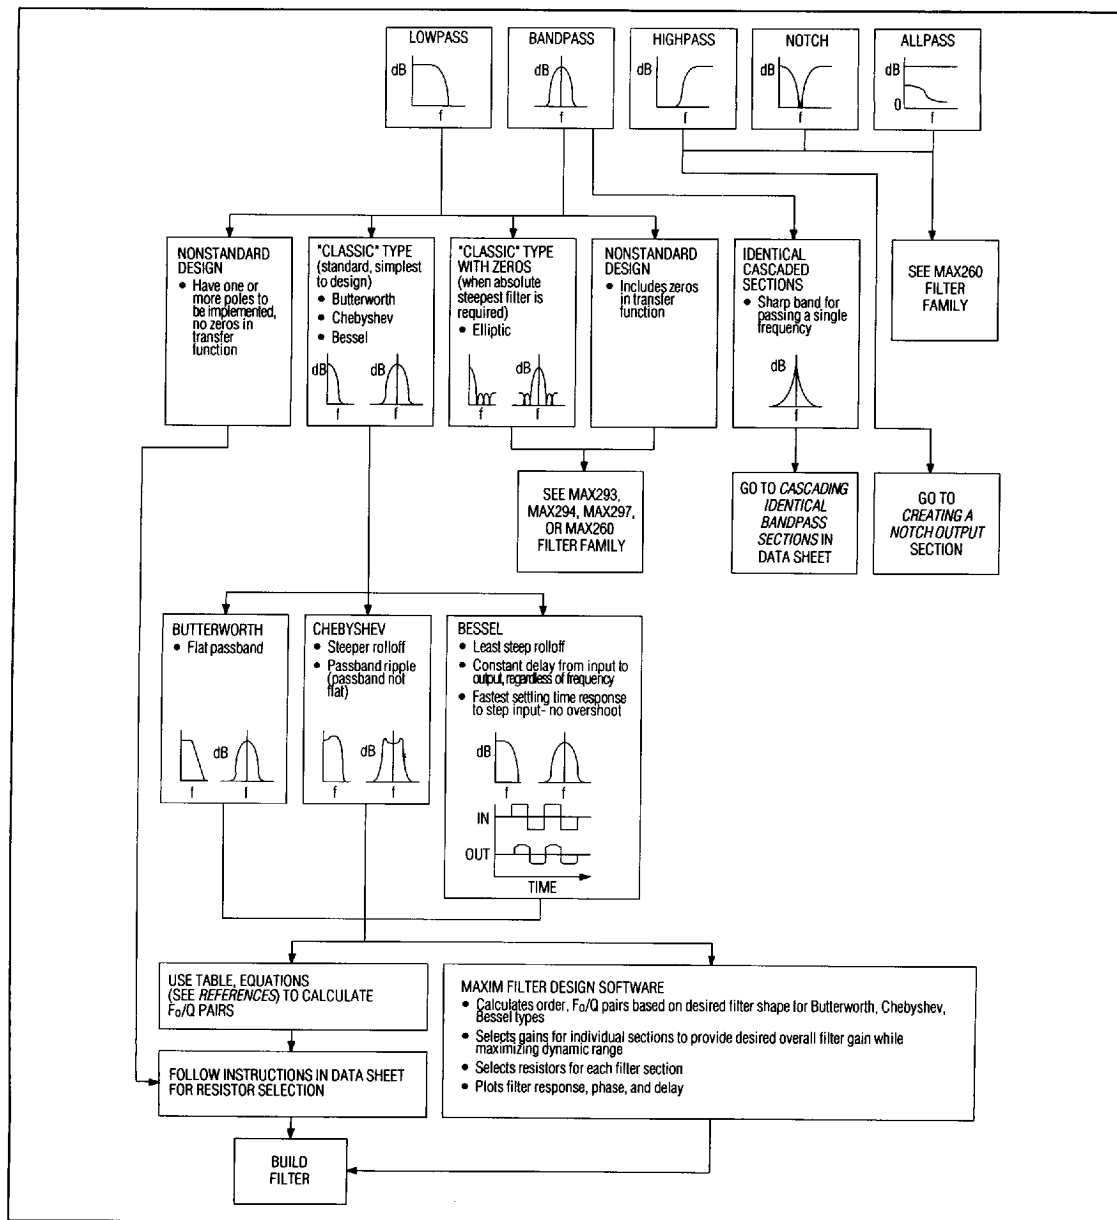 LOWPASS
dB
f
BANDPASS
dB
f
HIGHPASS
dB
f
NOTCH
dB
f
ALLPASS
dB
0
f
NONSTANDARD
DESIGN
• Have one or
more poles to
be implemented,
no zeros in
transfer
function
"CLASSIC" TYPE
(standard, simplest
to design)
• Butterworth
• Chebyshev
• Bessel
dB
f
dB
f
"CLASSIC" TYPE
WITH ZEROS
(when absolute
steepest filter is
required)
• Elliptic
f
dB
f
NONSTANDARD
DESIGN
• Includes zeros
in transfer
function
IDENTICAL
CASCADED
SECTIONS
• Sharp band for
passing a single
frequency
dB
f
SEE MAX260
FILTER
FAMILY
SEE MAX293,
MAX294, MAX297,
OR MAX260
FILTER FAMILY
GO TO CASCADING
IDENTICAL
BANDPASS
SECTIONS IN
DATA SHEET
GO TO
CREATING A
NOTCH OUTPUT
SECTION
BUTTERWORTH
• Flat passband
f
dB
f
CHEBYSHEV
• Steeper rolloff
• Passband ripple
(passband not
flat)
f
dB
f
BESSEL
• Least steep rolloff
• Constant delay from input to
output, regardless of frequency
• Fastest settling time response
to step input- no overshoot
dB
f
f
IN
OUT
TIME
USE TABLE, EQUATIONS
(SEE REFERENCES) TO CALCULATE
Fo/Q PAIRS
FOLLOW INSTRUCTIONS IN DATA SHEET
FOR RESISTOR SELECTION
MAXIM FILTER DESIGN SOFTWARE
• Calculates order, Fo/Q pairs based on desired filter shape for Butterworth, Chebyshev,
Bessel types
• Selects gains for individual sections to provide desired overall filter gain while
maximizing dynamic range
• Selects resistors for each filter section
• Plots filter response, phase, and delay
BUILD
FILTER